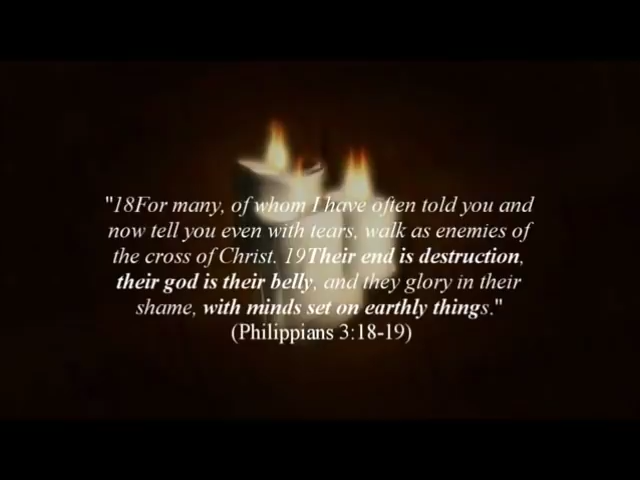 "18For many, of whom I have often told you and
now tell you even with tears, walk as enemies of
the cross of Christ. 19Their end is destruction,
their god is their belly, and they glory in their
shame, with minds set on earthly things."
(Philippians 3:18-19)